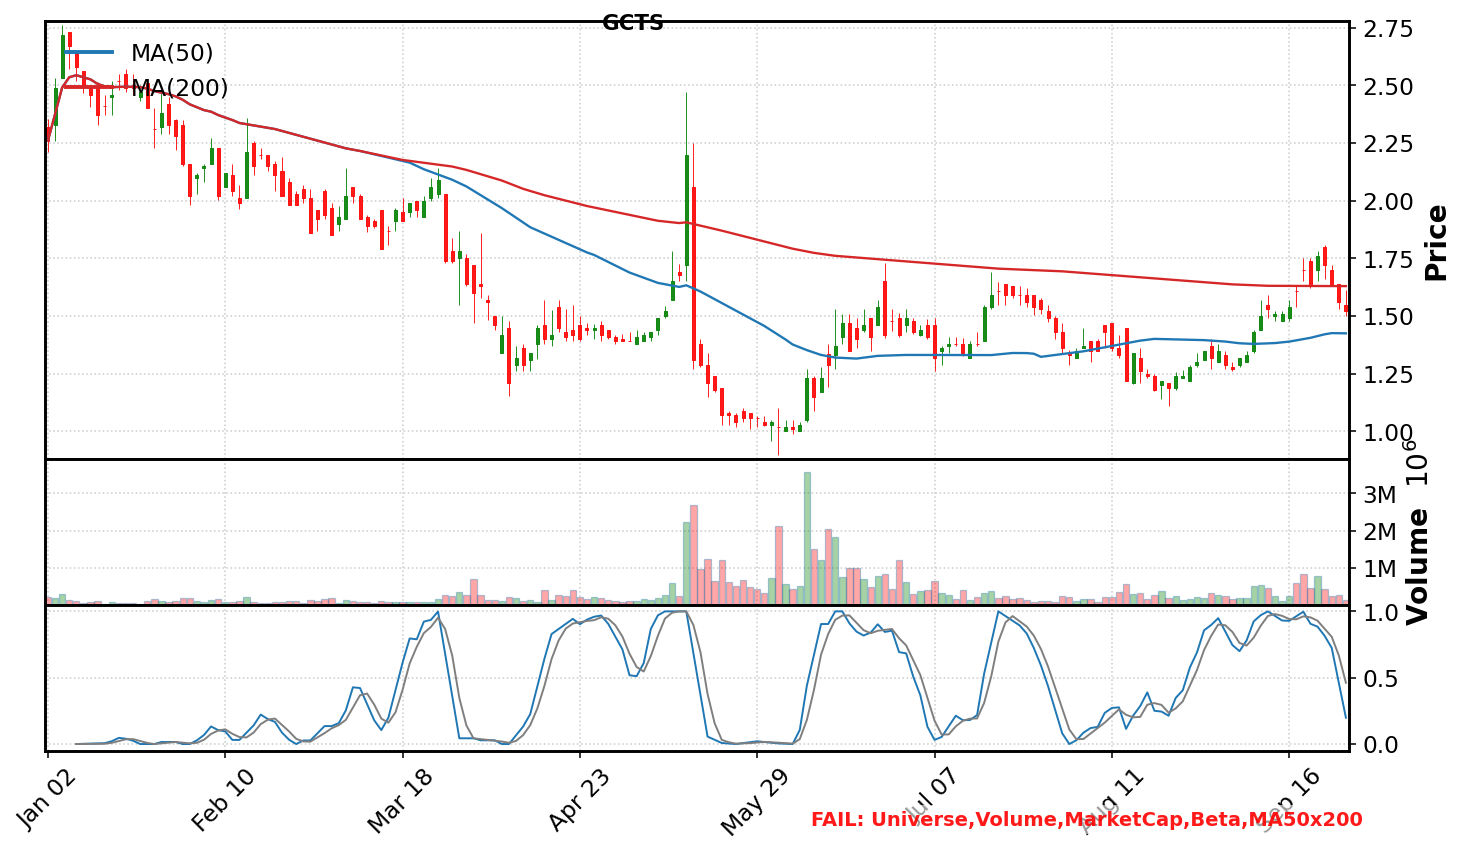 GCTS
MA(50)
MA(200)
2.75
2.50
2.25
2.00
1.75
1.50
1.25
1.00
Price
10⁶
3M
2M
1M
Volume
1.0
0.5
0.0
Jan 02
Feb 10
Mar 18
Apr 23
May 29
Jul 07
Aug 11
Sep 16
FAIL: Universe,Volume,MarketCap,Beta,MA50x200